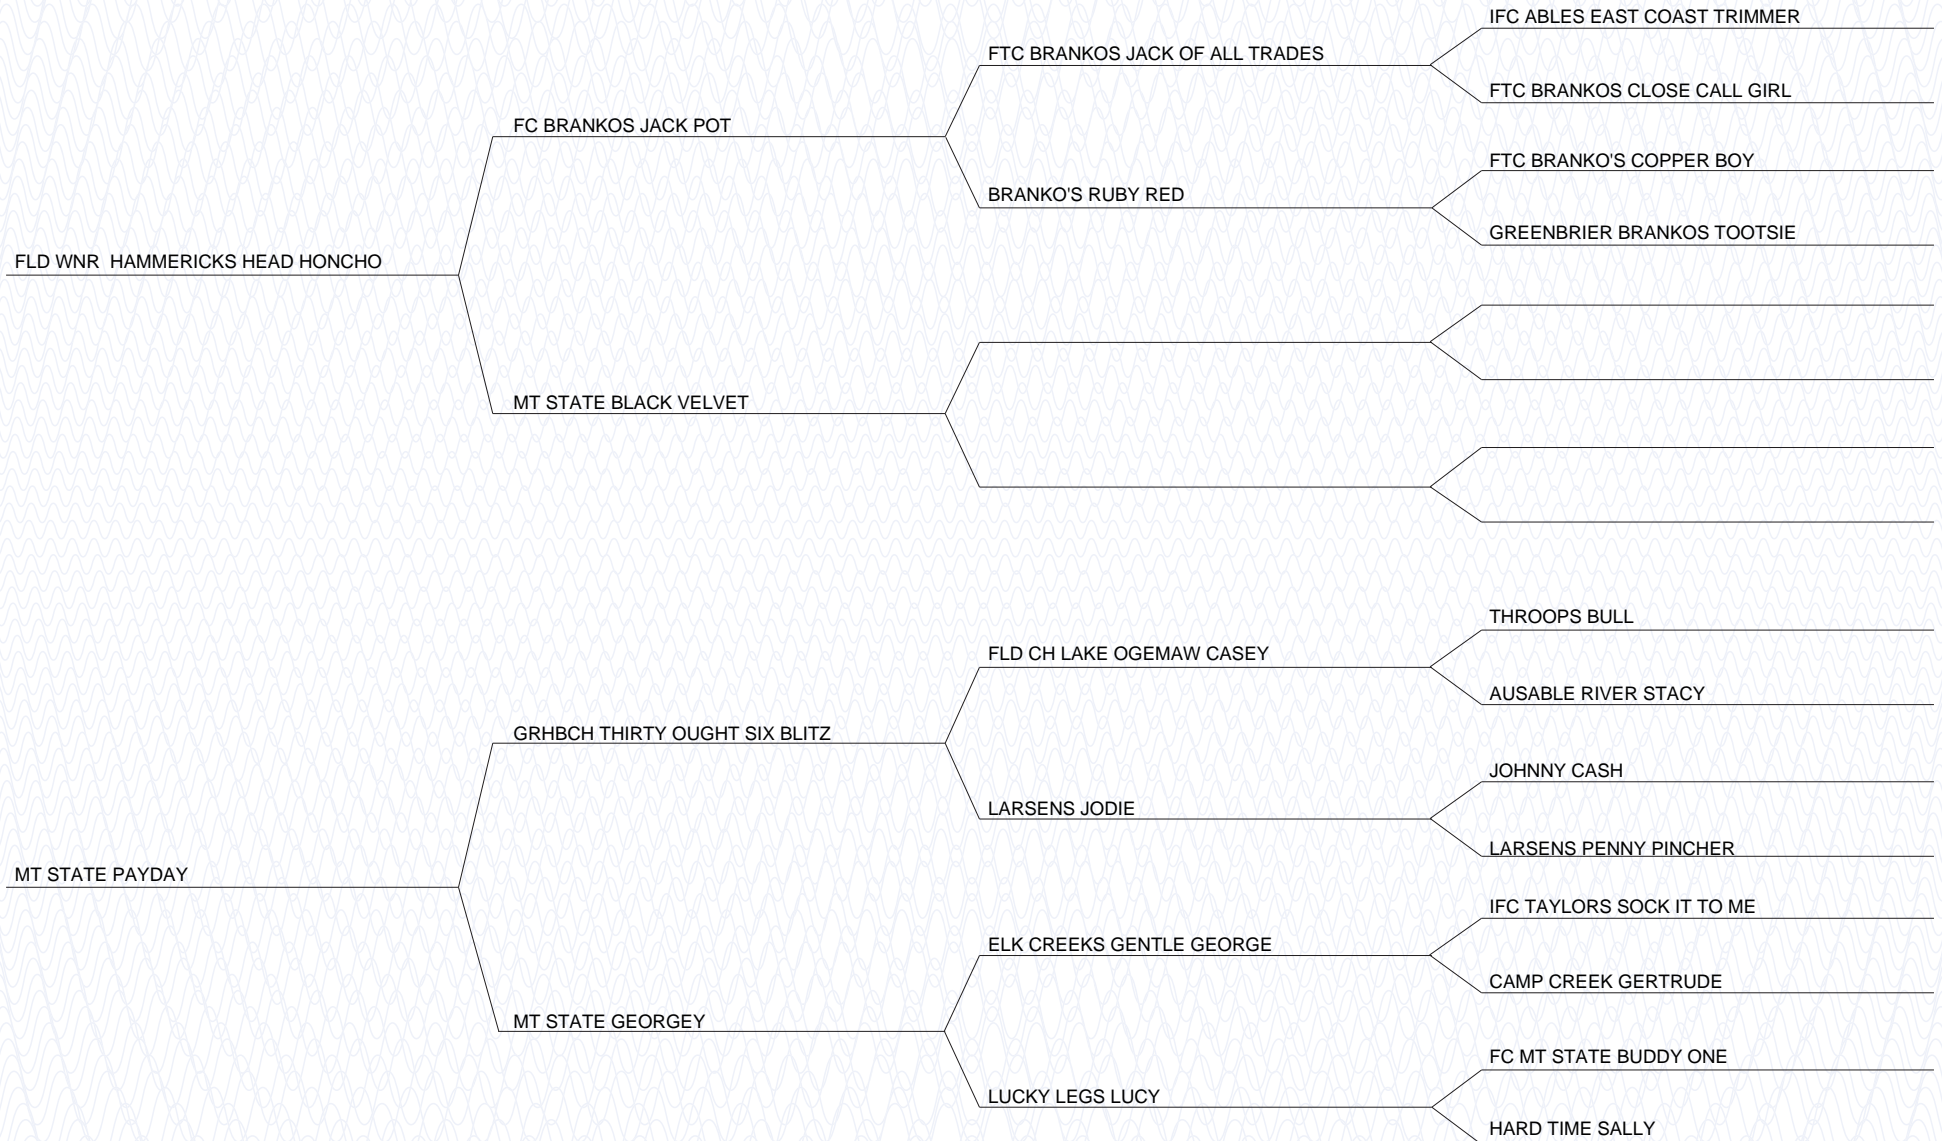 IFC ABLES EAST COAST TRIMMER
FTC BRANKOS JACK OF ALL TRADES
FTC BRANKOS CLOSE CALL GIRL
FC BRANKOS JACK POT
FTC BRANKO'S COPPER BOY
BRANKO'S RUBY RED
GREENBRIER BRANKOS TOOTSIE
FLD WNR  HAMMERICKS HEAD HONCHO
MT STATE BLACK VELVET
THROOPS BULL
FLD CH LAKE OGEMAW CASEY
AUSABLE RIVER STACY
GRHBCH THIRTY OUGHT SIX BLITZ
JOHNNY CASH
LARSENS JODIE
LARSENS PENNY PINCHER
MT STATE PAYDAY
IFC TAYLORS SOCK IT TO ME
ELK CREEKS GENTLE GEORGE
CAMP CREEK GERTRUDE
MT STATE GEORGEY
FC MT STATE BUDDY ONE
LUCKY LEGS LUCY
HARD TIME SALLY